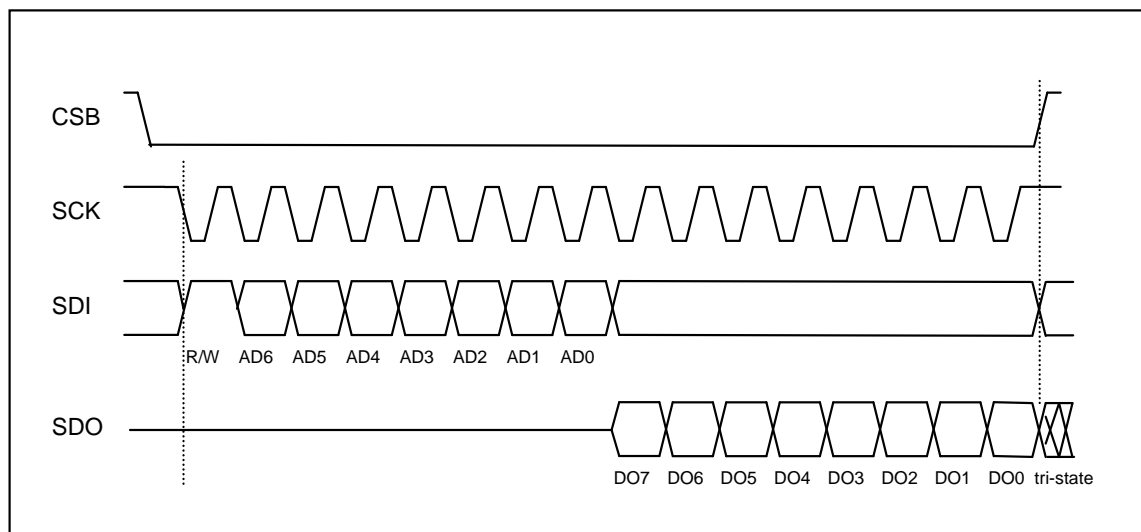 CSB
SCK
SDI
R/W AD6 AD5 AD4 AD3 AD2 AD1 AD0
SDO
DO7 DO6 DO5 DO4 DO3 DO2 DO1 DO0 tri-state